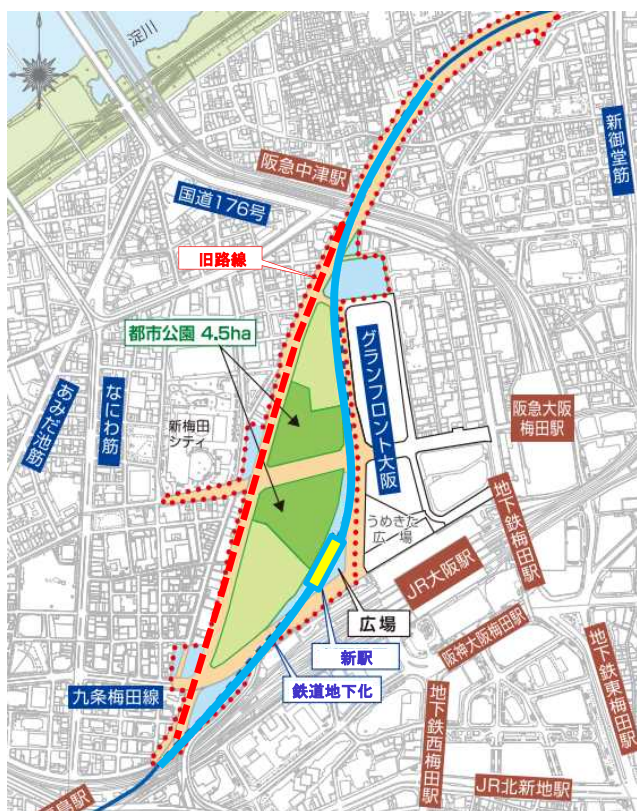 淀川
新御堂筋
阪急中津駅
国道176号
旧路線
都市公園 4.5ha
グランフロント大阪
あみだ池筋
なにわ筋
新梅田
シティ
阪急大阪
梅田駅
うめきた
広場
地下鉄梅田駅
JR大阪駅
広場
阪神大阪梅田駅
新駅
地下鉄東梅田駅
鉄道地下化
九条梅田線
地下鉄西梅田駅
JR北新地駅
島駅